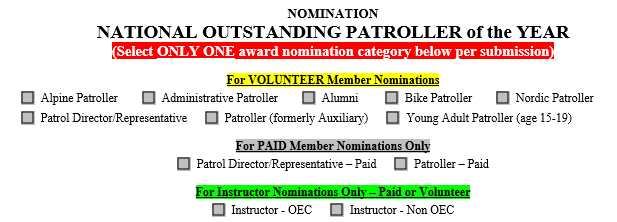 NOMINATION
NATIONAL OUTSTANDING PATROLLER of the YEAR
(Select ONLY ONE award nomination category below per submission)
For VOLUNTEER Member Nominations
Alpine Patroller Administrative Patroller Alumni Bike Patroller Nordic Patroller
Patrol Director/Representative Patroller (formerly Auxiliary) Young Adult Patroller (age 15-19)
For PAID Member Nominations Only
Patrol Director/Representative – Paid Patroller – Paid
For Instructor Nominations Only – Paid or Volunteer
Instructor - OEC Instructor - Non OEC